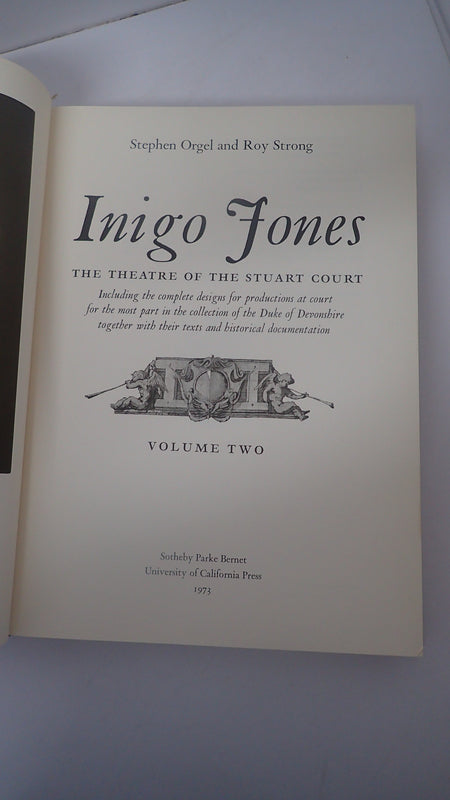 Stephen Orgel and Roy Strong
Inigo Jones
THE THEATRE OF THE STUART COURT
Including the complete designs for productions at court
for the most part in the collection of the Duke of Devonshire
together with their texts and historical documentation
VOLUME TWO
Sotheby Parke Bernet
University of California Press
1973